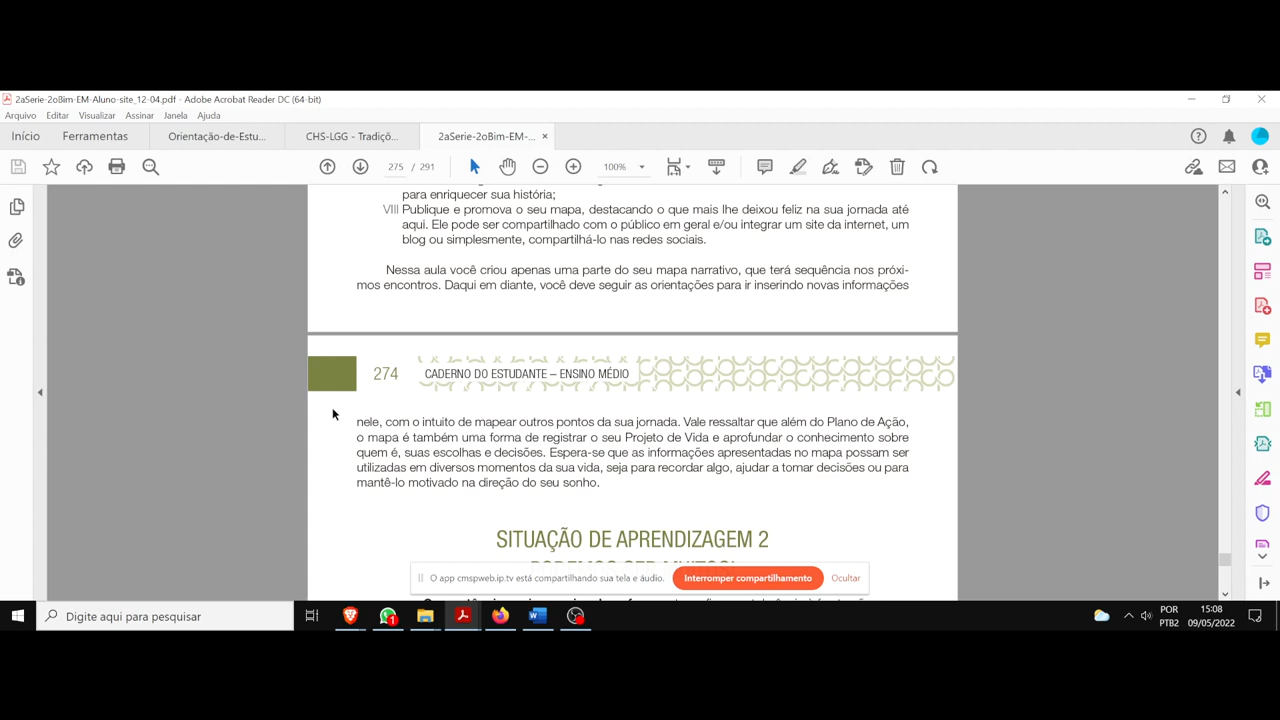 2aSerie-2oBim-EM-Aluno-site_12-04.pdf - Adobe Acrobat Reader DC (64-bit)
Arquivo Editar Visualizar Assinar Janela Ajuda
Início Ferramentas Orientação-de-Estu... CHS-LGG - Tradiçõ... 2aSerie-2oBim-EM-... ×
275 / 291 100%
para enriquecer sua história;
VIII Publique e promova o seu mapa, destacando o que mais lhe deixou feliz na sua jornada até
aqui. Ele pode ser compartilhado com o público em geral e/ou integrar um site da internet, um
blog ou simplesmente, compartilhá-lo nas redes sociais.
Nessa aula você criou apenas uma parte do seu mapa narrativo, que terá sequência nos próxi-
mos encontros. Daqui em diante, você deve seguir as orientações para ir inserindo novas informações
274 CADERNO DO ESTUDANTE – ENSINO MÉDIO
nele, com o intuito de mapear outros pontos da sua jornada. Vale ressaltar que além do Plano de Ação,
o mapa é também uma forma de registrar o seu Projeto de Vida e aprofundar o conhecimento sobre
quem é, suas escolhas e decisões. Espera-se que as informações apresentadas no mapa possam ser
utilizadas em diversos momentos da sua vida, seja para recordar algo, ajudar a tomar decisões ou para
mantê-lo motivado na direção do seu sonho.
SITUAÇÃO DE APRENDIZAGEM 2
O app cmspweb.ip.tv está compartilhando sua tela e áudio. Interromper compartilhamento Ocultar
Digite aqui para pesquisar
POR 15:08
PTB2 09/05/2022